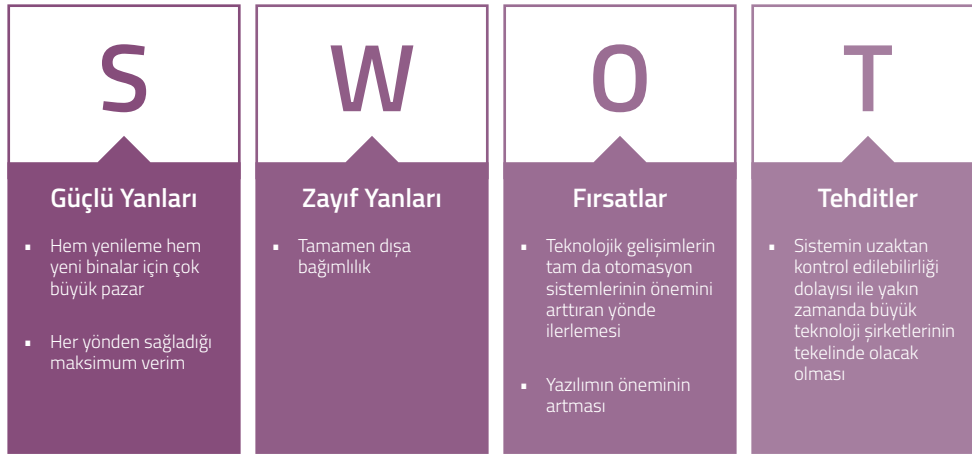 S
Güçlü Yanları
▪ Hem yenileme hem
yeni binalar için çok
büyük pazar
▪ Her yönden sağladığı
maksimum verim
W
Zayıf Yanları
▪ Tamamen dışa
bağımlılık
O
Fırsatlar
▪ Teknolojik gelişimlerin
tam da otomasyon
sistemlerinin önemini
arttıran yönde
ilerlemesi
▪ Yazılımın öneminin
artması
T
Tehditler
▪ Sistemin uzaktan
kontrol edilebilirliği
dolayısı ile yakın
zamanda büyük
teknoloji şirketlerinin
tekelinde olacak
olması